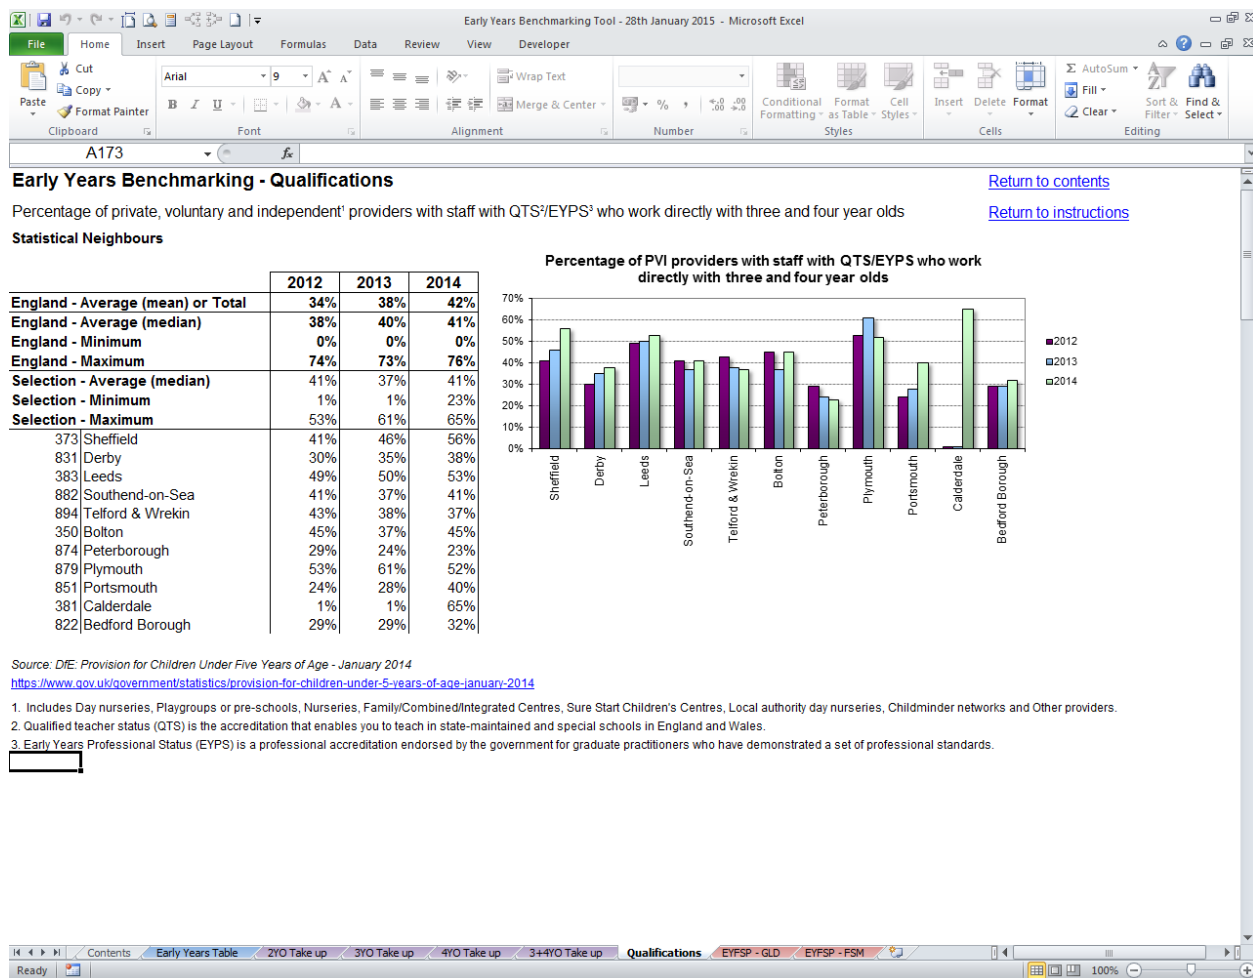 Early Years Benchmarking Tool - 28th January 2015 - Microsoft Excel
File Home Insert Page Layout Formulas Data Review View Developer
Cut
Copy
Format Painter
Paste
Arial 9
Wrap Text
Merge & Center
Conditional Formatting
Format as Table
Cell Styles
Insert Delete Format
AutoSum
Fill
Clear
Sort & Filter
Find & Select
Clipboard Font Alignment Number Styles Cells Editing
A173 fx
Early Years Benchmarking - Qualifications
Return to contents
Percentage of private, voluntary and independent¹ providers with staff with QTS²/EYPS³ who work directly with three and four year olds
Return to instructions
Statistical Neighbours
2012 2013 2014
England - Average (mean) or Total 34% 38% 42%
England - Average (median) 38% 40% 41%
England - Minimum 0% 0% 0%
England - Maximum 74% 73% 76%
Selection - Average (median) 41% 37% 41%
Selection - Minimum 1% 1% 23%
Selection - Maximum 53% 61% 65%
373 Sheffield 41% 46% 56%
831 Derby 30% 35% 38%
383 Leeds 49% 50% 53%
882 Southend-on-Sea 41% 37% 41%
894 Telford & Wrekin 43% 38% 37%
350 Bolton 45% 37% 45%
874 Peterborough 29% 24% 23%
879 Plymouth 53% 61% 52%
851 Portsmouth 24% 28% 40%
381 Calderdale 1% 1% 65%
822 Bedford Borough 29% 29% 32%
Percentage of PVI providers with staff with QTS/EYPS who work
directly with three and four year olds
70%
60%
50%
40%
30%
20%
10%
0%
Sheffield
Derby
Leeds
Southend-on-Sea
Telford & Wrekin
Bolton
Peterborough
Plymouth
Portsmouth
Calderdale
Bedford Borough
2012
2013
2014
Source: DfE: Provision for Children Under Five Years of Age - January 2014
https://www.gov.uk/government/statistics/provision-for-children-under-5-years-of-age-january-2014
1. Includes Day nurseries, Playgroups or pre-schools, Nurseries, Family/Combined/Integrated Centres, Sure Start Children's Centres, Local authority day nurseries, Childminder networks and Other providers.
2. Qualified teacher status (QTS) is the accreditation that enables you to teach in state-maintained and special schools in England and Wales.
3. Early Years Professional Status (EYPS) is a professional accreditation endorsed by the government for graduate practitioners who have demonstrated a set of professional standards.
Contents Early Years Table 2YO Take up 3YO Take up 4YO Take up 3+4YO Take up Qualifications EYFSP - GLD EYFSP - FSM
Ready 100%